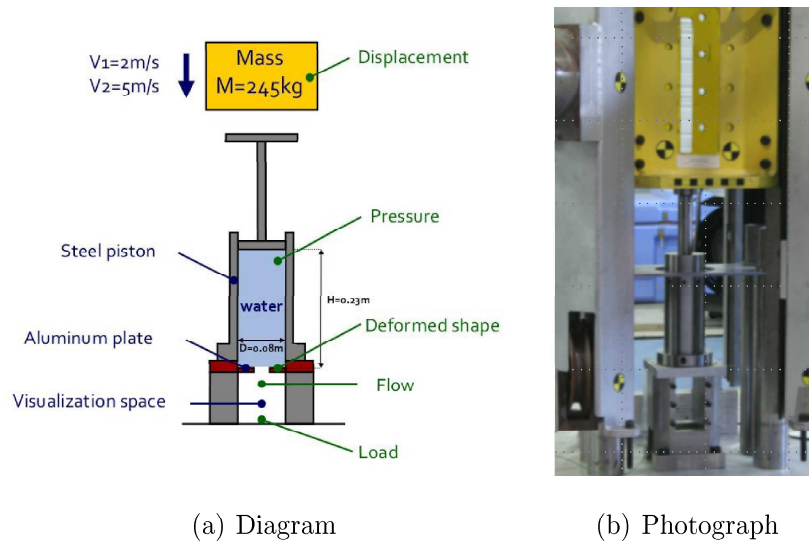 V1=2m/s
V2=5m/s
Mass
M=245kg
Displacement
Pressure
Steel piston
water
H=0.23m
Aluminum plate
D=0.08m
Deformed shape
Flow
Visualization space
Load
(a) Diagram
(b) Photograph